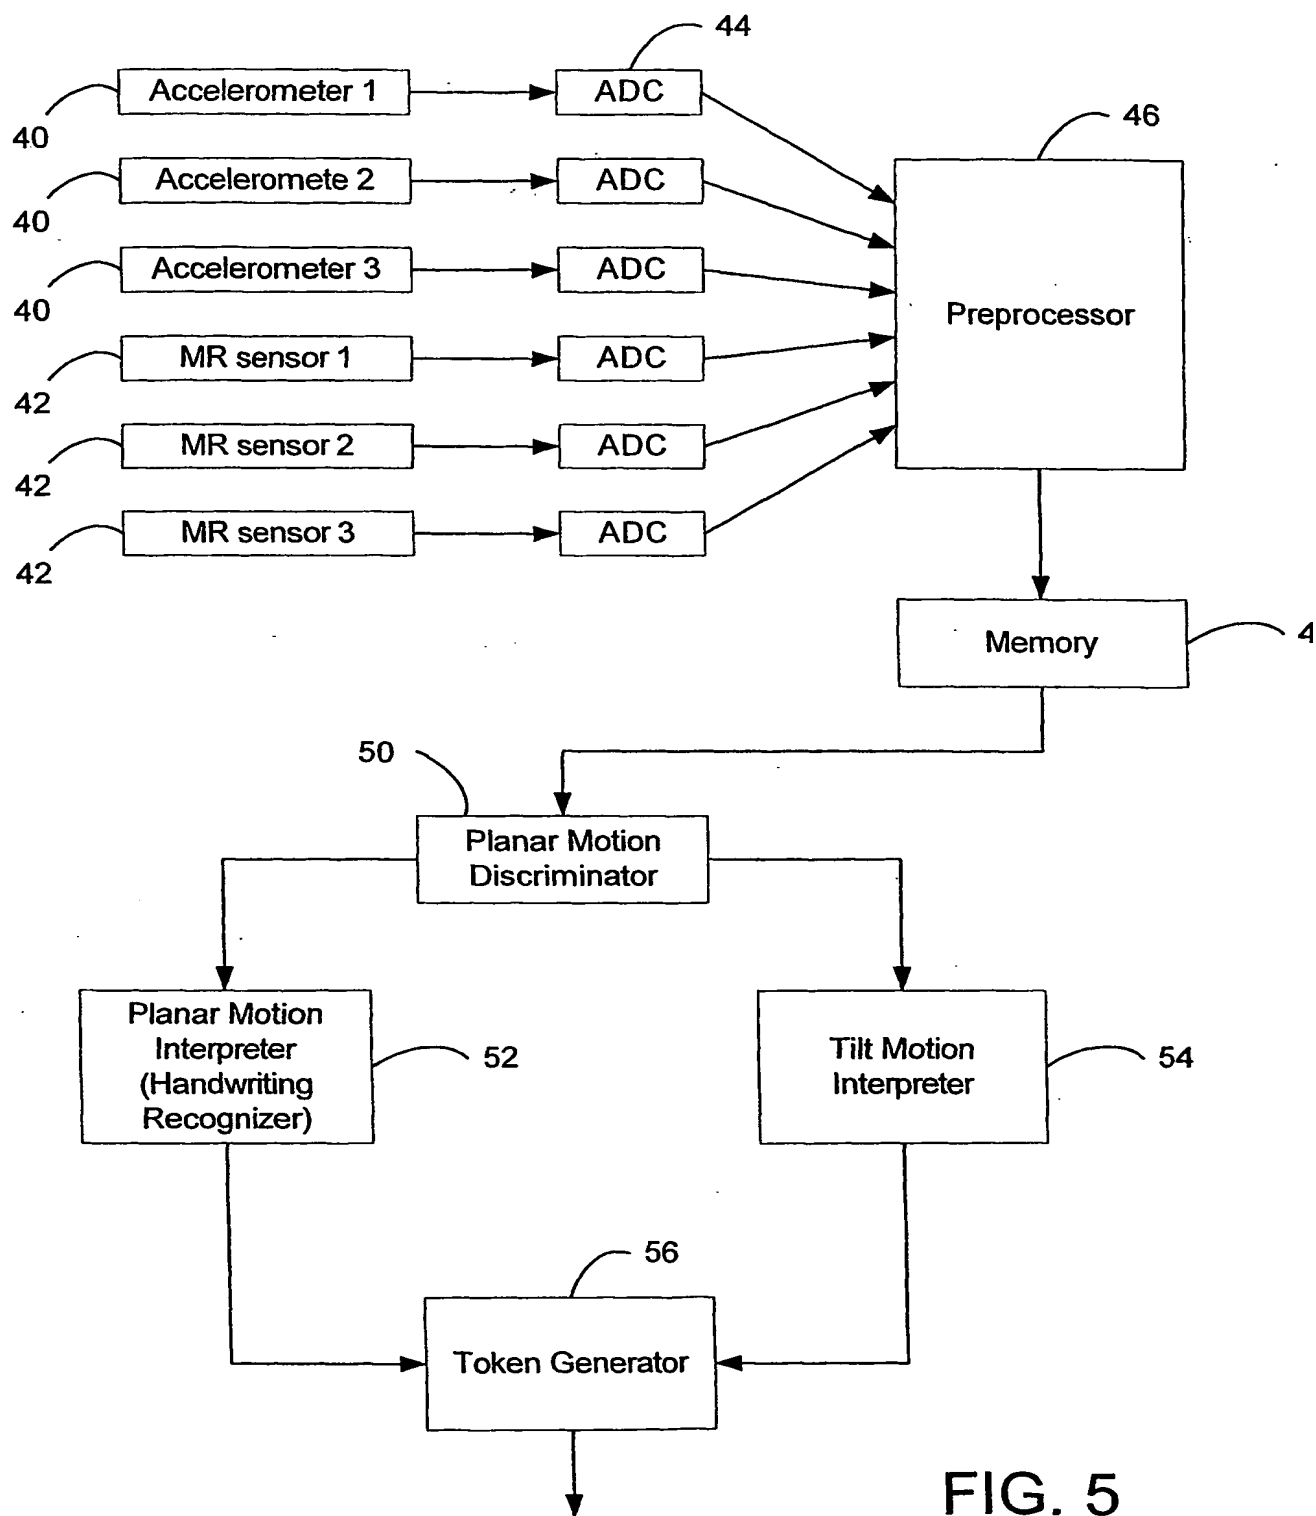 44
Accelerometer 1
ADC
40
46
Acceleromete 2
ADC
40
Accelerometer 3
ADC
40
Preprocessor
MR sensor 1
ADC
42
MR sensor 2
ADC
42
MR sensor 3
ADC
42
Memory
4
50
Planar Motion
Discriminator
Planar Motion
Interpreter
(Handwriting
Recognizer)
52
Tilt Motion
Interpreter
54
56
Token Generator
FIG. 5